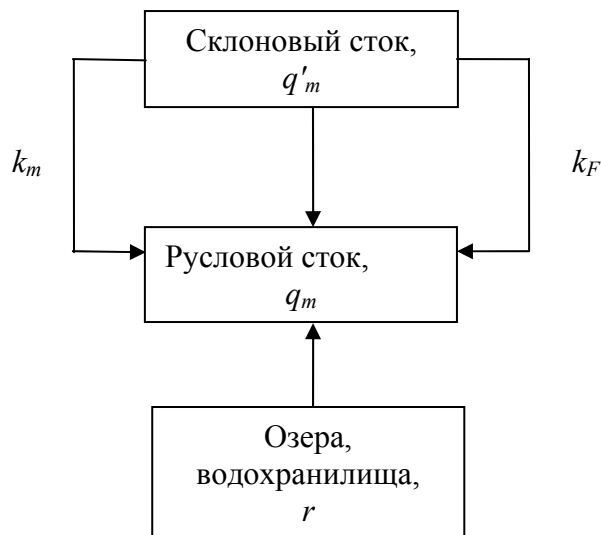 Склоновый сток,
q'm
km
kF
Русловой сток,
qm
Озера,
водохранилища,
r